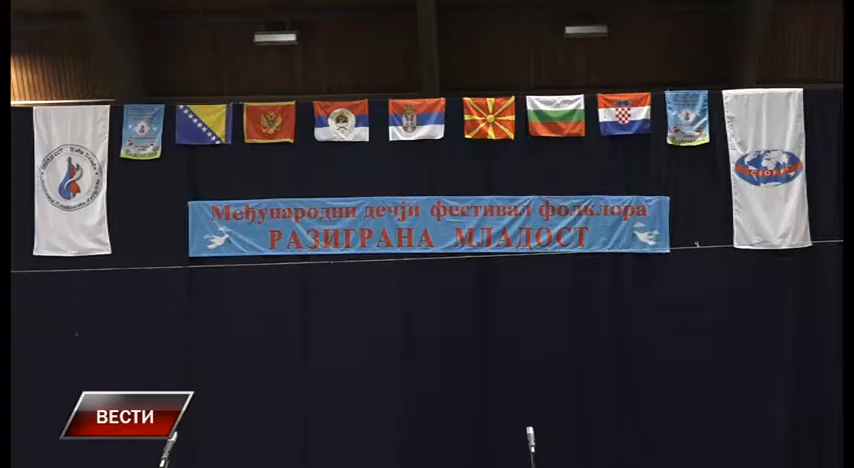 Међународни дечји фестивал фолклора
РАЗИГРАНА МЛАДОСТ
CIOFF
ВЕСТИ